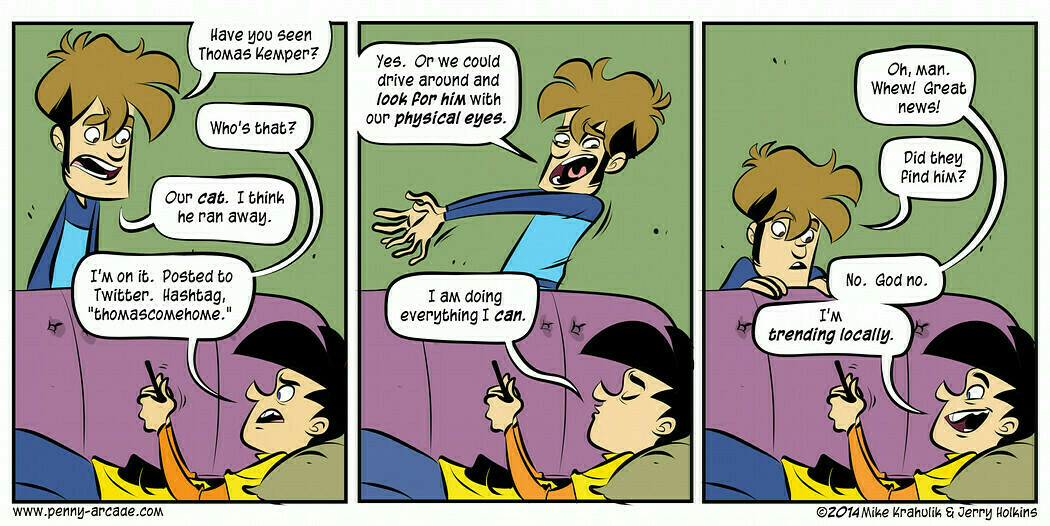 Have you seen
Thomas Kemper?
Who's that?
Our cat. I think
he ran away.
I'm on it. Posted to
Twitter. Hashtag,
"thomascomehome."
Yes. Or we could
drive around and
look for him with
our physical eyes.
I am doing
everything I can.
Oh, man.
Whew! Great
news!
Did they
find him?
No. God no.
I'm
trending locally.
www.penny-arcade.com
©2014 Mike Krahulik & Jerry Holkins